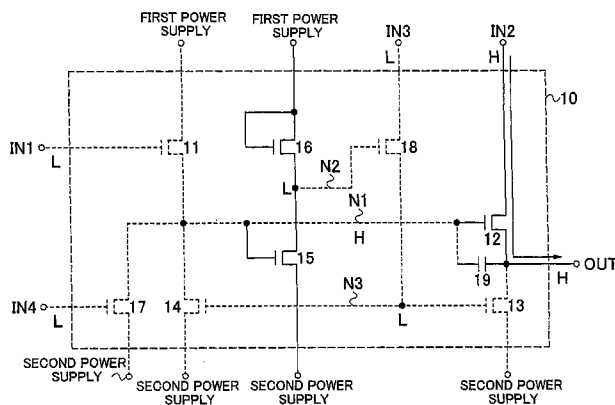 FIRST POWER
SUPPLY
FIRST POWER
SUPPLY
IN3
IN2
L
H
10
IN1
L
11
16
18
N2
L
N1
H
12
15
OUT
19
H
IN4
L
17
14
N3
L
13
SECOND POWER
SUPPLY
SECOND POWER
SUPPLY
SECOND POWER
SUPPLY
SECOND POWER
SUPPLY